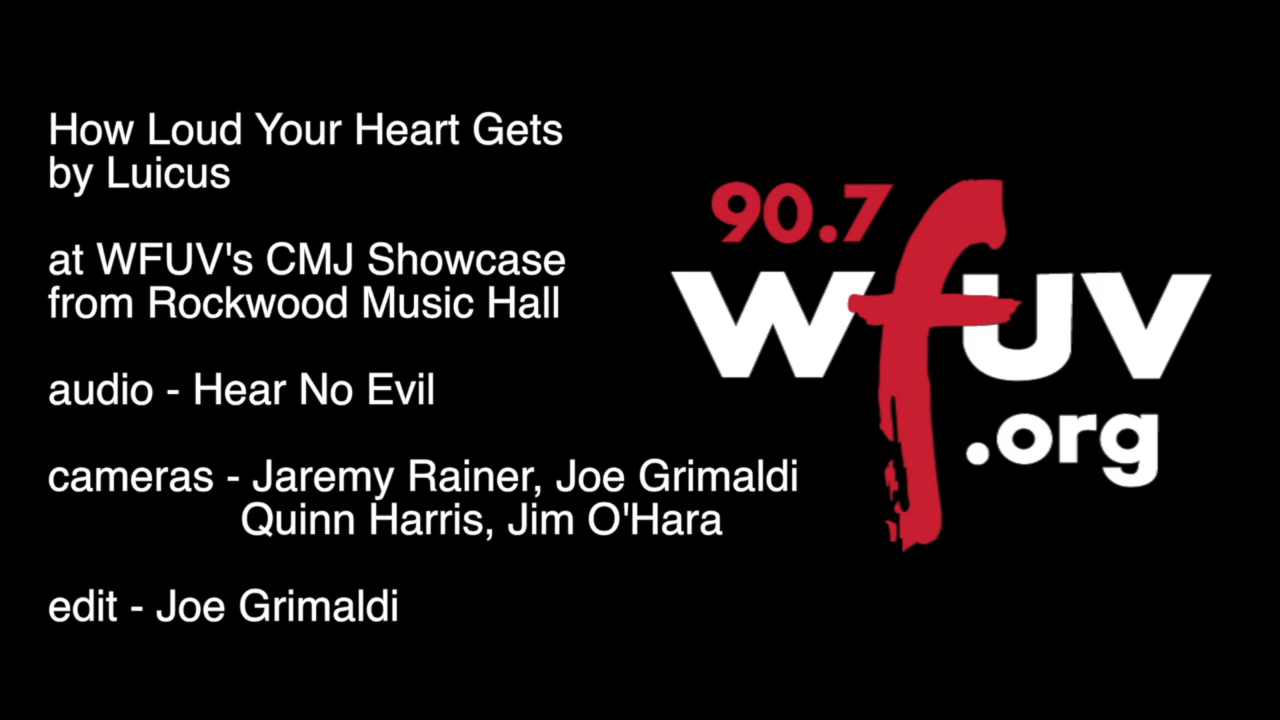 How Loud Your Heart Gets
by Luicus
at WFUV's CMJ Showcase
from Rockwood Music Hall
audio - Hear No Evil
cameras - Jaremy Rainer, Joe Grimaldi
Quinn Harris, Jim O'Hara
edit - Joe Grimaldi
90.7
wfuv
.org